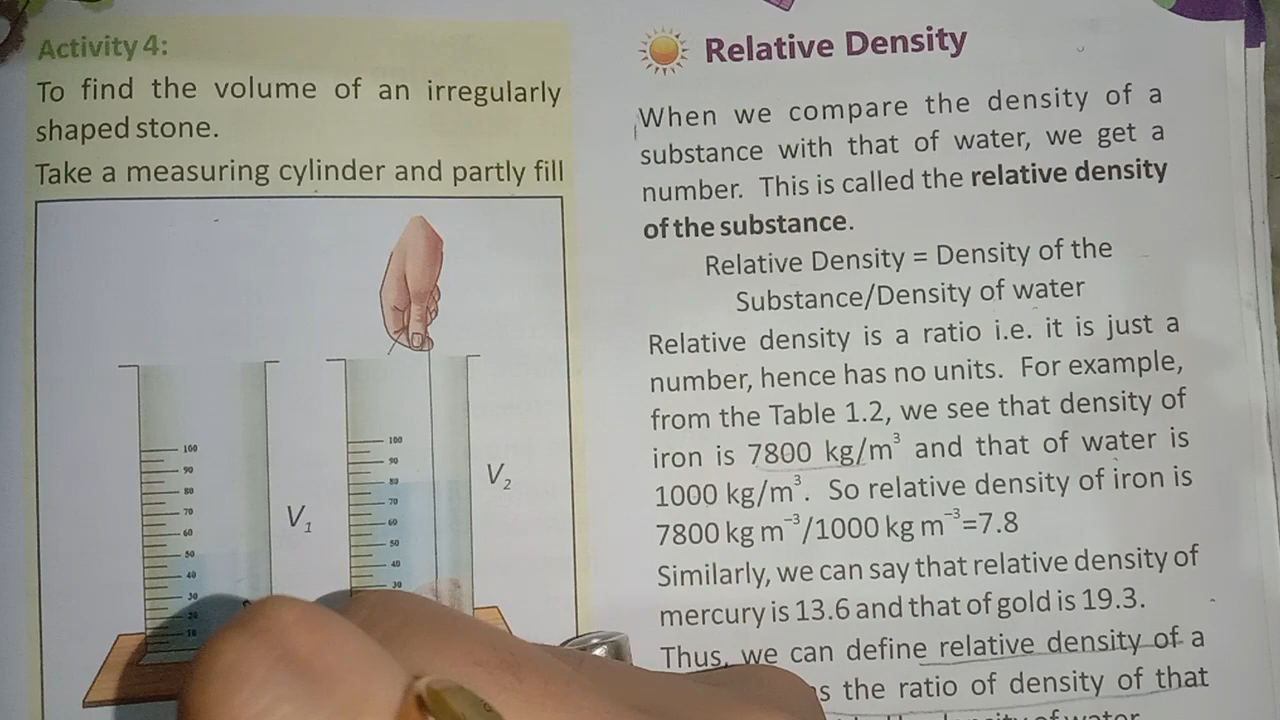 Activity 4:
To find the volume of an irregularly
shaped stone.
Take a measuring cylinder and partly fill
100
90
80
70
60
50
40
30
20
10
V₁
100
90
80
70
60
50
40
30
V₂
Relative Density
When we compare the density of a
substance with that of water, we get a
number. This is called the relative density
of the substance.
Relative Density = Density of the
Substance/Density of water
Relative density is a ratio i.e. it is just a
number, hence has no units. For example,
from the Table 1.2, we see that density of
iron is 7800 kg/m³ and that of water is
1000 kg/m³. So relative density of iron is
7800 kg m⁻³/1000 kg m⁻³=7.8
Similarly, we can say that relative density of
mercury is 13.6 and that of gold is 19.3.
Thus, we can define relative density of a
the ratio of density of that
of water